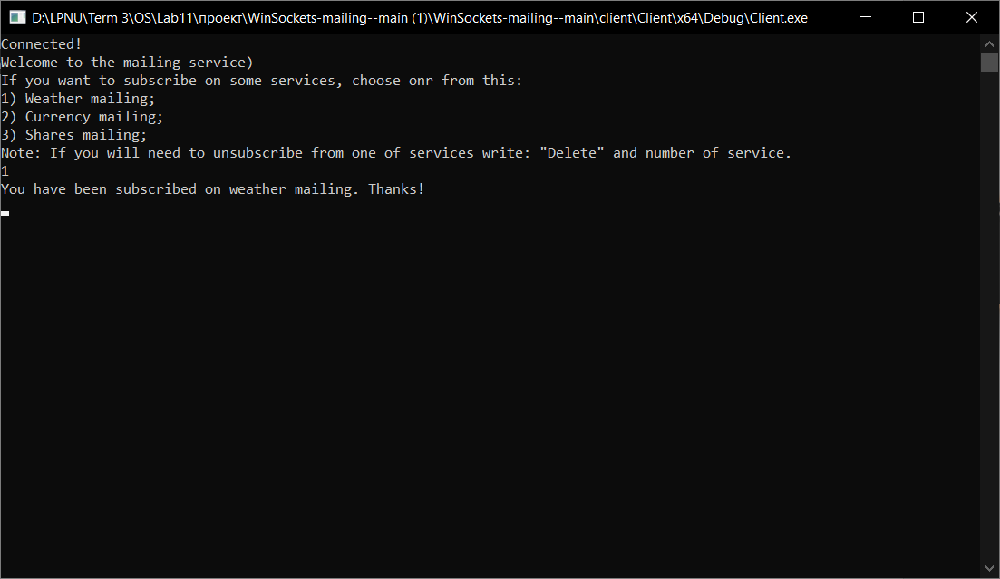 D:\LPNU\Term 3\OS\Lab11\проект\WinSockets-mailing--main (1)\WinSockets-mailing--main\client\Client\x64\Debug\Client.exe
Connected!
Welcome to the mailing service)
If you want to subscribe on some services, choose onr from this:
1) Weather mailing;
2) Currency mailing;
3) Shares mailing;
Note: If you will need to unsubscribe from one of services write: "Delete" and number of service.
1
You have been subscribed on weather mailing. Thanks!